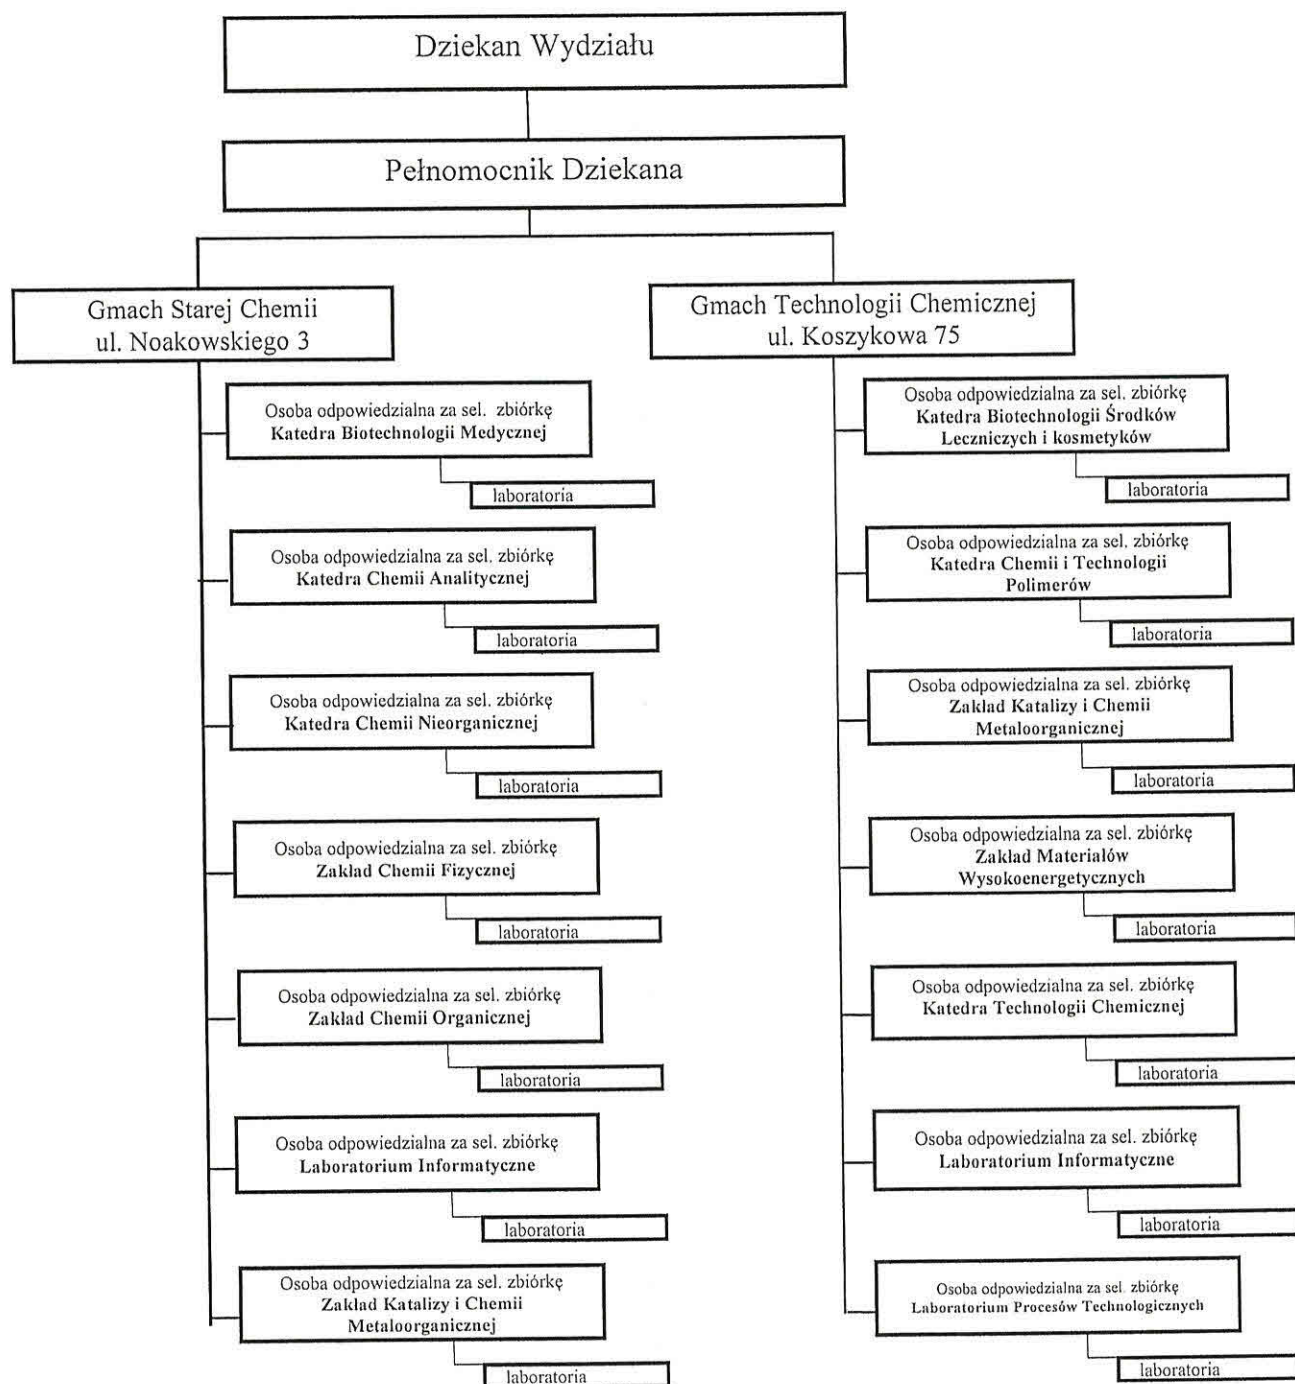 Dziekan Wydziału
Pełnomocnik Dziekana
Gmach Starej Chemii
ul. Noakowskiego 3
Osoba odpowiedzialna za sel. zbiórkę
Katedra Biotechnologii Medycznej
laboratoria
Osoba odpowiedzialna za sel. zbiórkę
Katedra Chemii Analitycznej
laboratoria
Osoba odpowiedzialna za sel. zbiórkę
Katedra Chemii Nieorganicznej
laboratoria
Osoba odpowiedzialna za sel. zbiórkę
Zakład Chemii Fizycznej
laboratoria
Osoba odpowiedzialna za sel. zbiórkę
Zakład Chemii Organicznej
laboratoria
Osoba odpowiedzialna za sel. zbiórkę
Laboratorium Informatyczne
laboratoria
Osoba odpowiedzialna za sel. zbiórkę
Zakład Katalizy i Chemii
Metaloorganicznej
laboratoria
Gmach Technologii Chemicznej
ul. Koszykowa 75
Osoba odpowiedzialna za sel. zbiórkę
Katedra Biotechnologii Środków
Leczniczych i kosmetyków
laboratoria
Osoba odpowiedzialna za sel. zbiórkę
Katedra Chemii i Technologii
Polimerów
laboratoria
Osoba odpowiedzialna za sel. zbiórkę
Zakład Katalizy i Chemii
Metaloorganicznej
laboratoria
Osoba odpowiedzialna za sel. zbiórkę
Zakład Materiałów
Wysokoenergetycznych
laboratoria
Osoba odpowiedzialna za sel. zbiórkę
Katedra Technologii Chemicznej
laboratoria
Osoba odpowiedzialna za sel. zbiórkę
Laboratorium Informatyczne
laboratoria
Osoba odpowiedzialna za sel. zbiórkę
Laboratorium Procesów Technologicznych
laboratoria